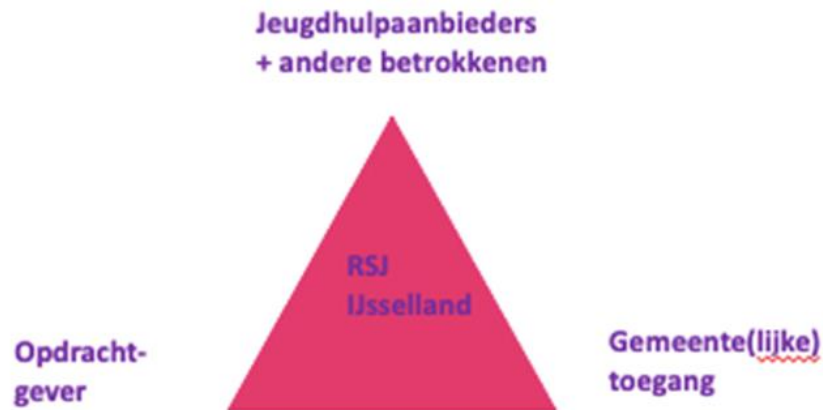 Jeugdhulpaanbieders
+ andere betrokkenen
RSJ
IJsselland
Opdracht-
gever
Gemeente(lijke)
toegang